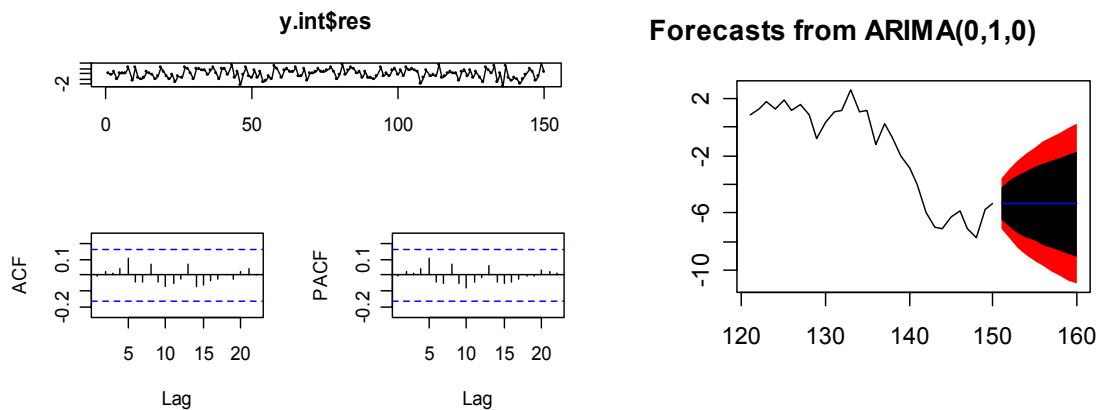 y.int$res
-2
0 50 100 150
ACF
-0.2 0.1
5 10 15 20
Lag
PACF
-0.2 0.1
5 10 15 20
Lag
Forecasts from ARIMA(0,1,0)
2
-2
-6
-10
120 130 140 150 160